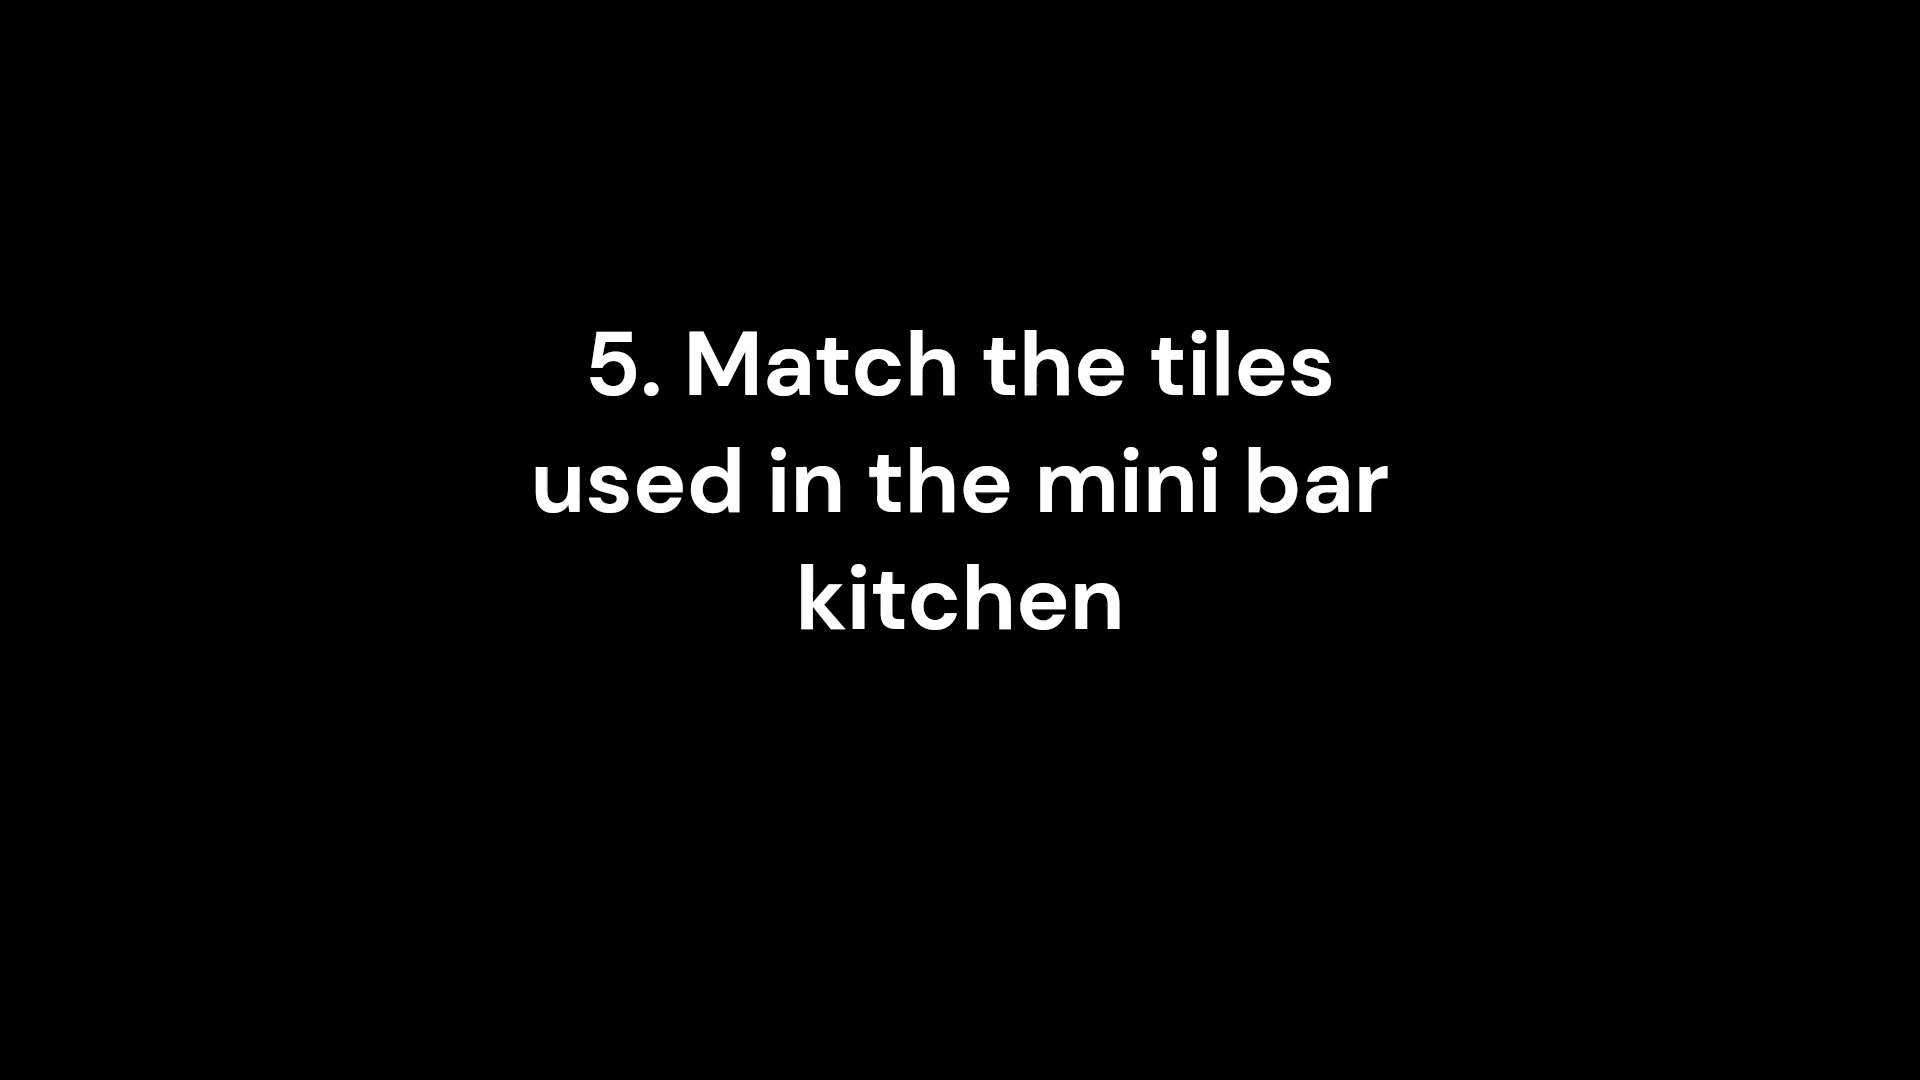 5. Match the tiles
used in the mini bar
kitchen